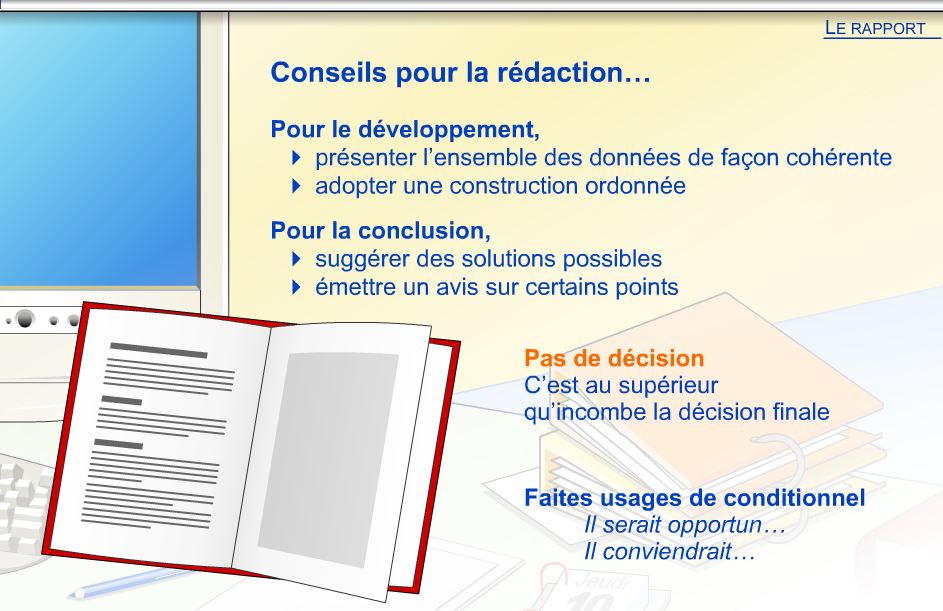 LE RAPPORT
Conseils pour la rédaction…
Pour le développement,
présenter l’ensemble des données de façon cohérente
adopter une construction ordonnée
Pour la conclusion,
suggérer des solutions possibles
émettre un avis sur certains points
Pas de décision
C’est au supérieur
qu’incombe la décision finale
Faites usages de conditionnel
Il serait opportun…
Il conviendrait…
Jeudi
10